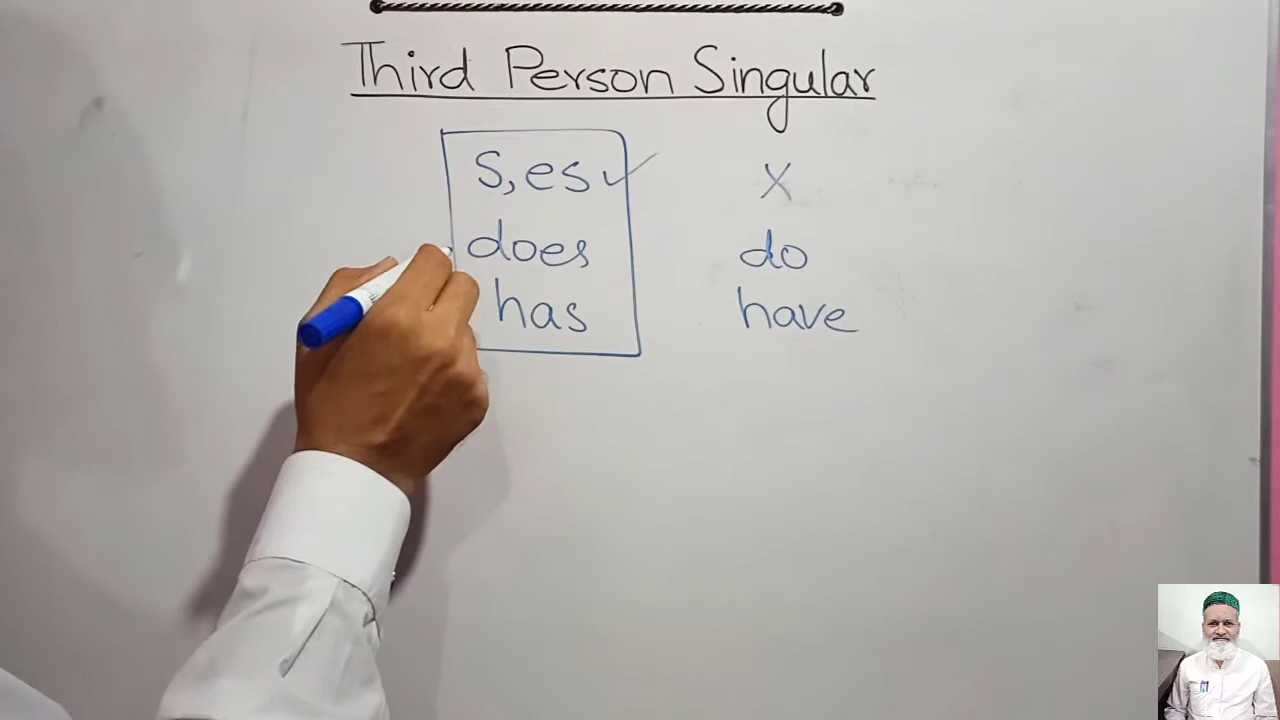 Third Person Singular
s, es ✓ x
does do
has have